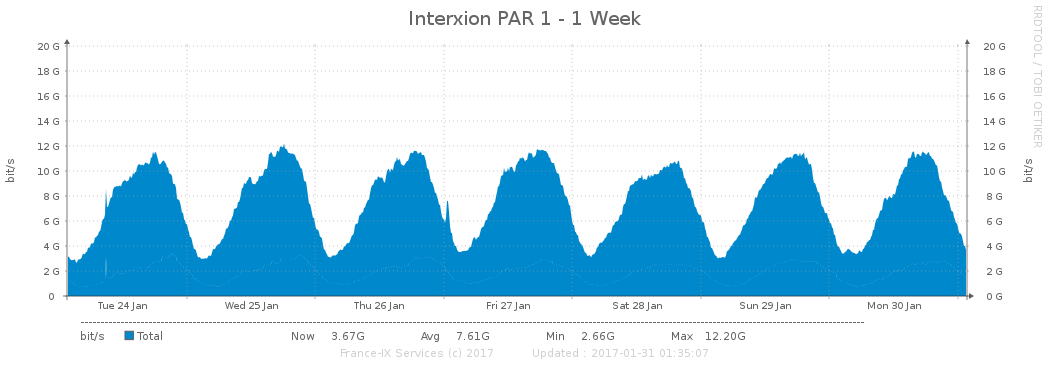 Interxion PAR 1 - 1 Week
RRDTOOL / TOBI OETIKER
20 G 20 G
18 G 18 G
16 G 16 G
14 G 14 G
12 G 12 G
10 G 10 G
8 G 8 G
6 G 6 G
4 G 4 G
2 G 2 G
0 0 G
bit/s bit/s
Tue 24 Jan Wed 25 Jan Thu 26 Jan Fri 27 Jan Sat 28 Jan Sun 29 Jan Mon 30 Jan
bit/s Total Now 3.67G Avg 7.61G Min 2.66G Max 12.20G
France-IX Services (c) 2017 Updated : 2017-01-31 01:35:07